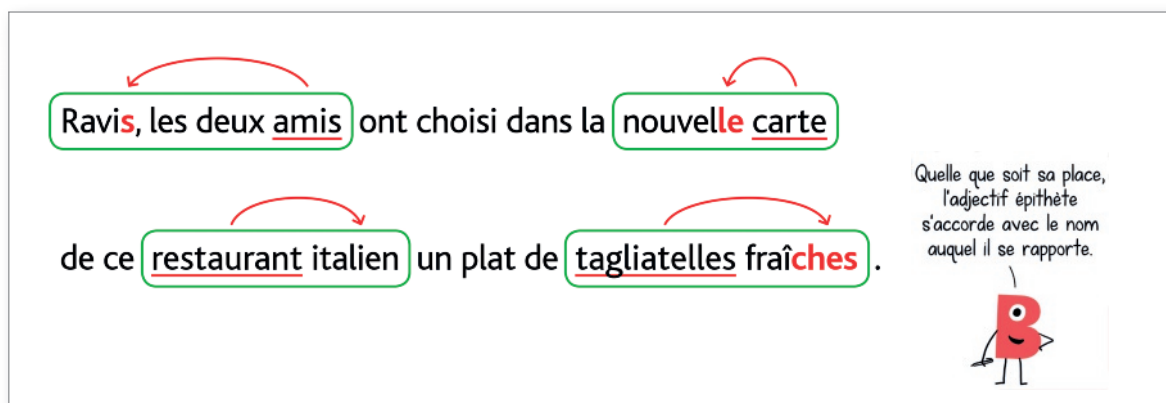 Ravis, les deux amis ont choisi dans la nouvelle carte
de ce restaurant italien un plat de tagliatelles fraîches .
Quelle que soit sa place,
l'adjectif épithète
s'accorde avec le nom
auquel il se rapporte.
B